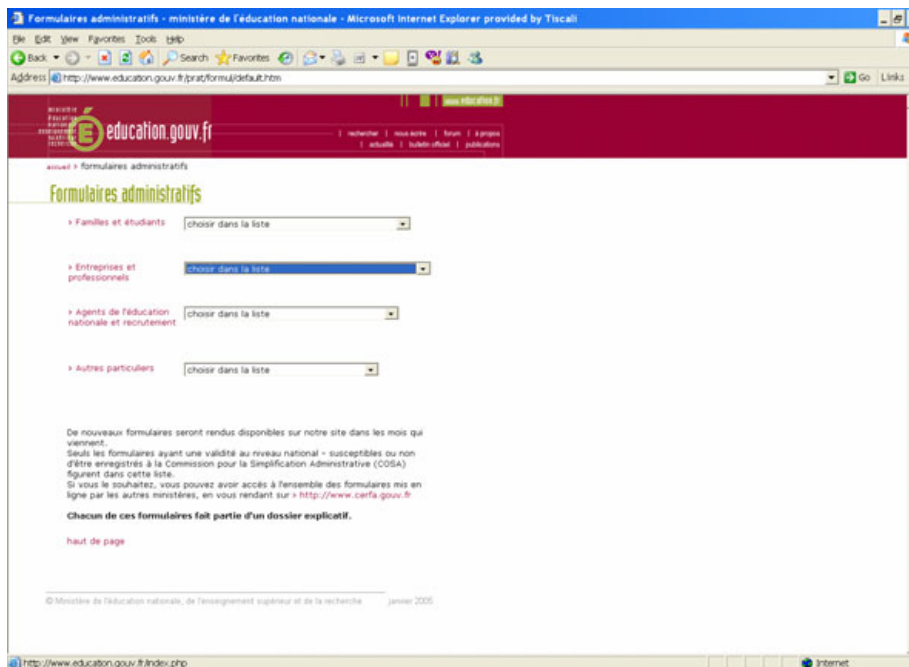 Formulaires administratifs - ministère de l'éducation nationale - Microsoft Internet Explorer provided by Tiscali
File Edit View Favorites Tools Help
Back Search Favorites
Address http://www.education.gouv.fr/prat/formul/default.htm Go Links
www.education.fr
education.gouv.fr
| rechercher | nous écrire | forum | à propos
| actualité | bulletin officiel | publications
accueil > formulaires administratifs
Formulaires administratifs
> Familles et étudiants choisir dans la liste
> Entreprises et professionnels choisir dans la liste
> Agents de l'éducation nationale et recrutement choisir dans la liste
> Autres particuliers choisir dans la liste
De nouveaux formulaires seront rendus disponibles sur notre site dans les mois qui
viennent.
Seuls les formulaires ayant une validité au niveau national - susceptibles ou non
d'être enregistrés à la Commission pour la Simplification Administrative (COSA)
figurent dans cette liste.
Si vous le souhaitez, vous pouvez avoir accès à l'ensemble des formulaires mis en
ligne par les autres ministères, en vous rendant sur > http://www.cerfa.gouv.fr
Chacun de ces formulaires fait partie d'un dossier explicatif.
haut de page
© Ministère de l'éducation nationale, de l'enseignement supérieur et de la recherche janvier 2005
http://www.education.gouv.fr/index.php Internet